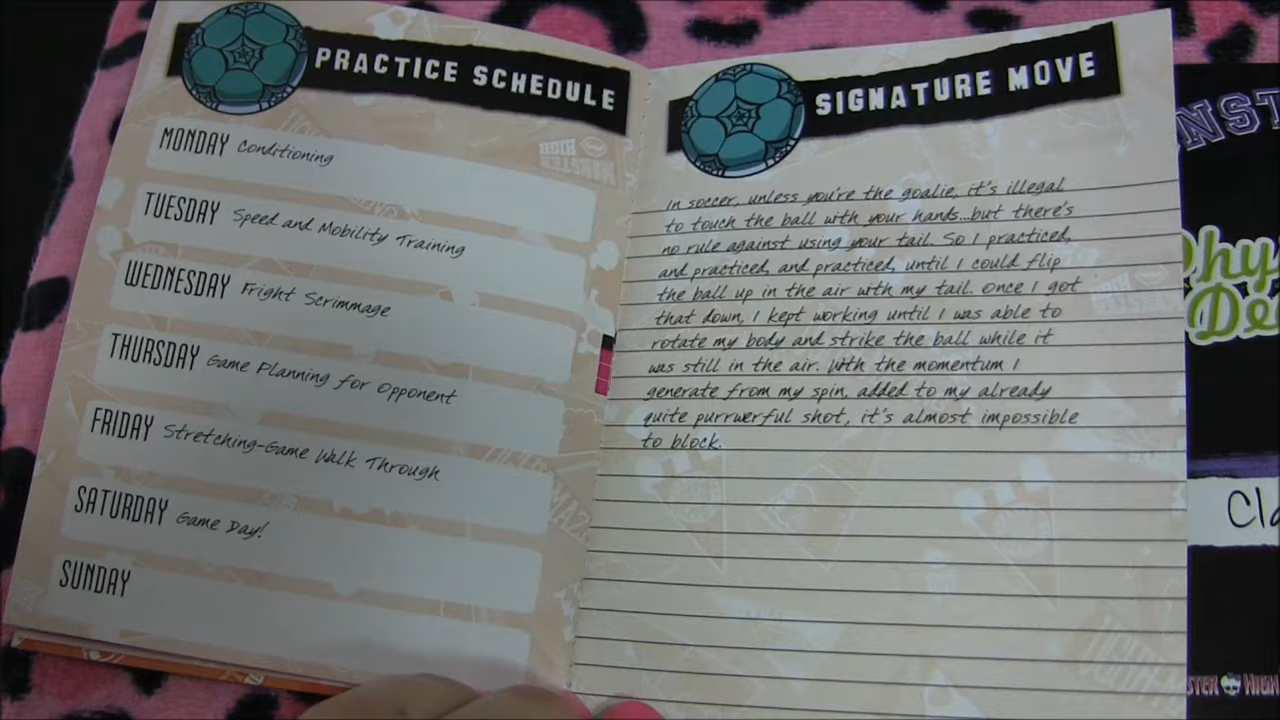 PRACTICE SCHEDULE
MONDAY Conditioning
TUESDAY Speed and Mobility Training
WEDNESDAY Fright Scrimmage
THURSDAY Game Planning for Opponent
FRIDAY Stretching-Game Walk Through
SATURDAY Game Day!
SUNDAY
SIGNATURE MOVE
In soccer, unless you're the goalie, it's illegal
to touch the ball with your hands...but there's
no rule against using your tail. So I practiced,
and practiced, and practiced, until I could flip
the ball up in the air with my tail. Once I got
that down, I kept working until I was able to
rotate my body and strike the ball while it
was still in the air. With the momentum I
generate from my spin, added to my already
quite purrwerful shot, it's almost impossible
to block.